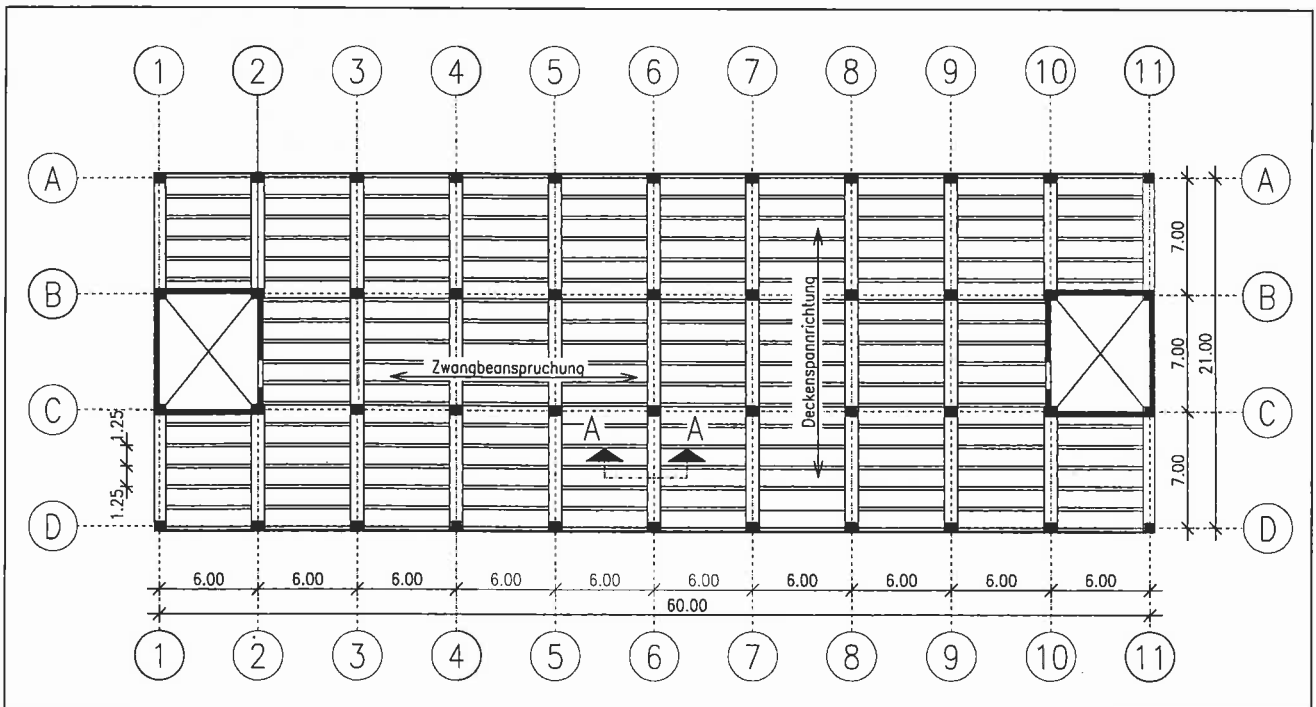 1 2 3 4 5 6 7 8 9 10 11
A A
7.00
B B
Deckenspannrichtung
7.00
21.00
Zwangbeanspruchung
C C
1.25
A A
7.00
1.25
D D
6.00 6.00 6.00 6.00 6.00 6.00 6.00 6.00 6.00 6.00
60.00
1 2 3 4 5 6 7 8 9 10 11